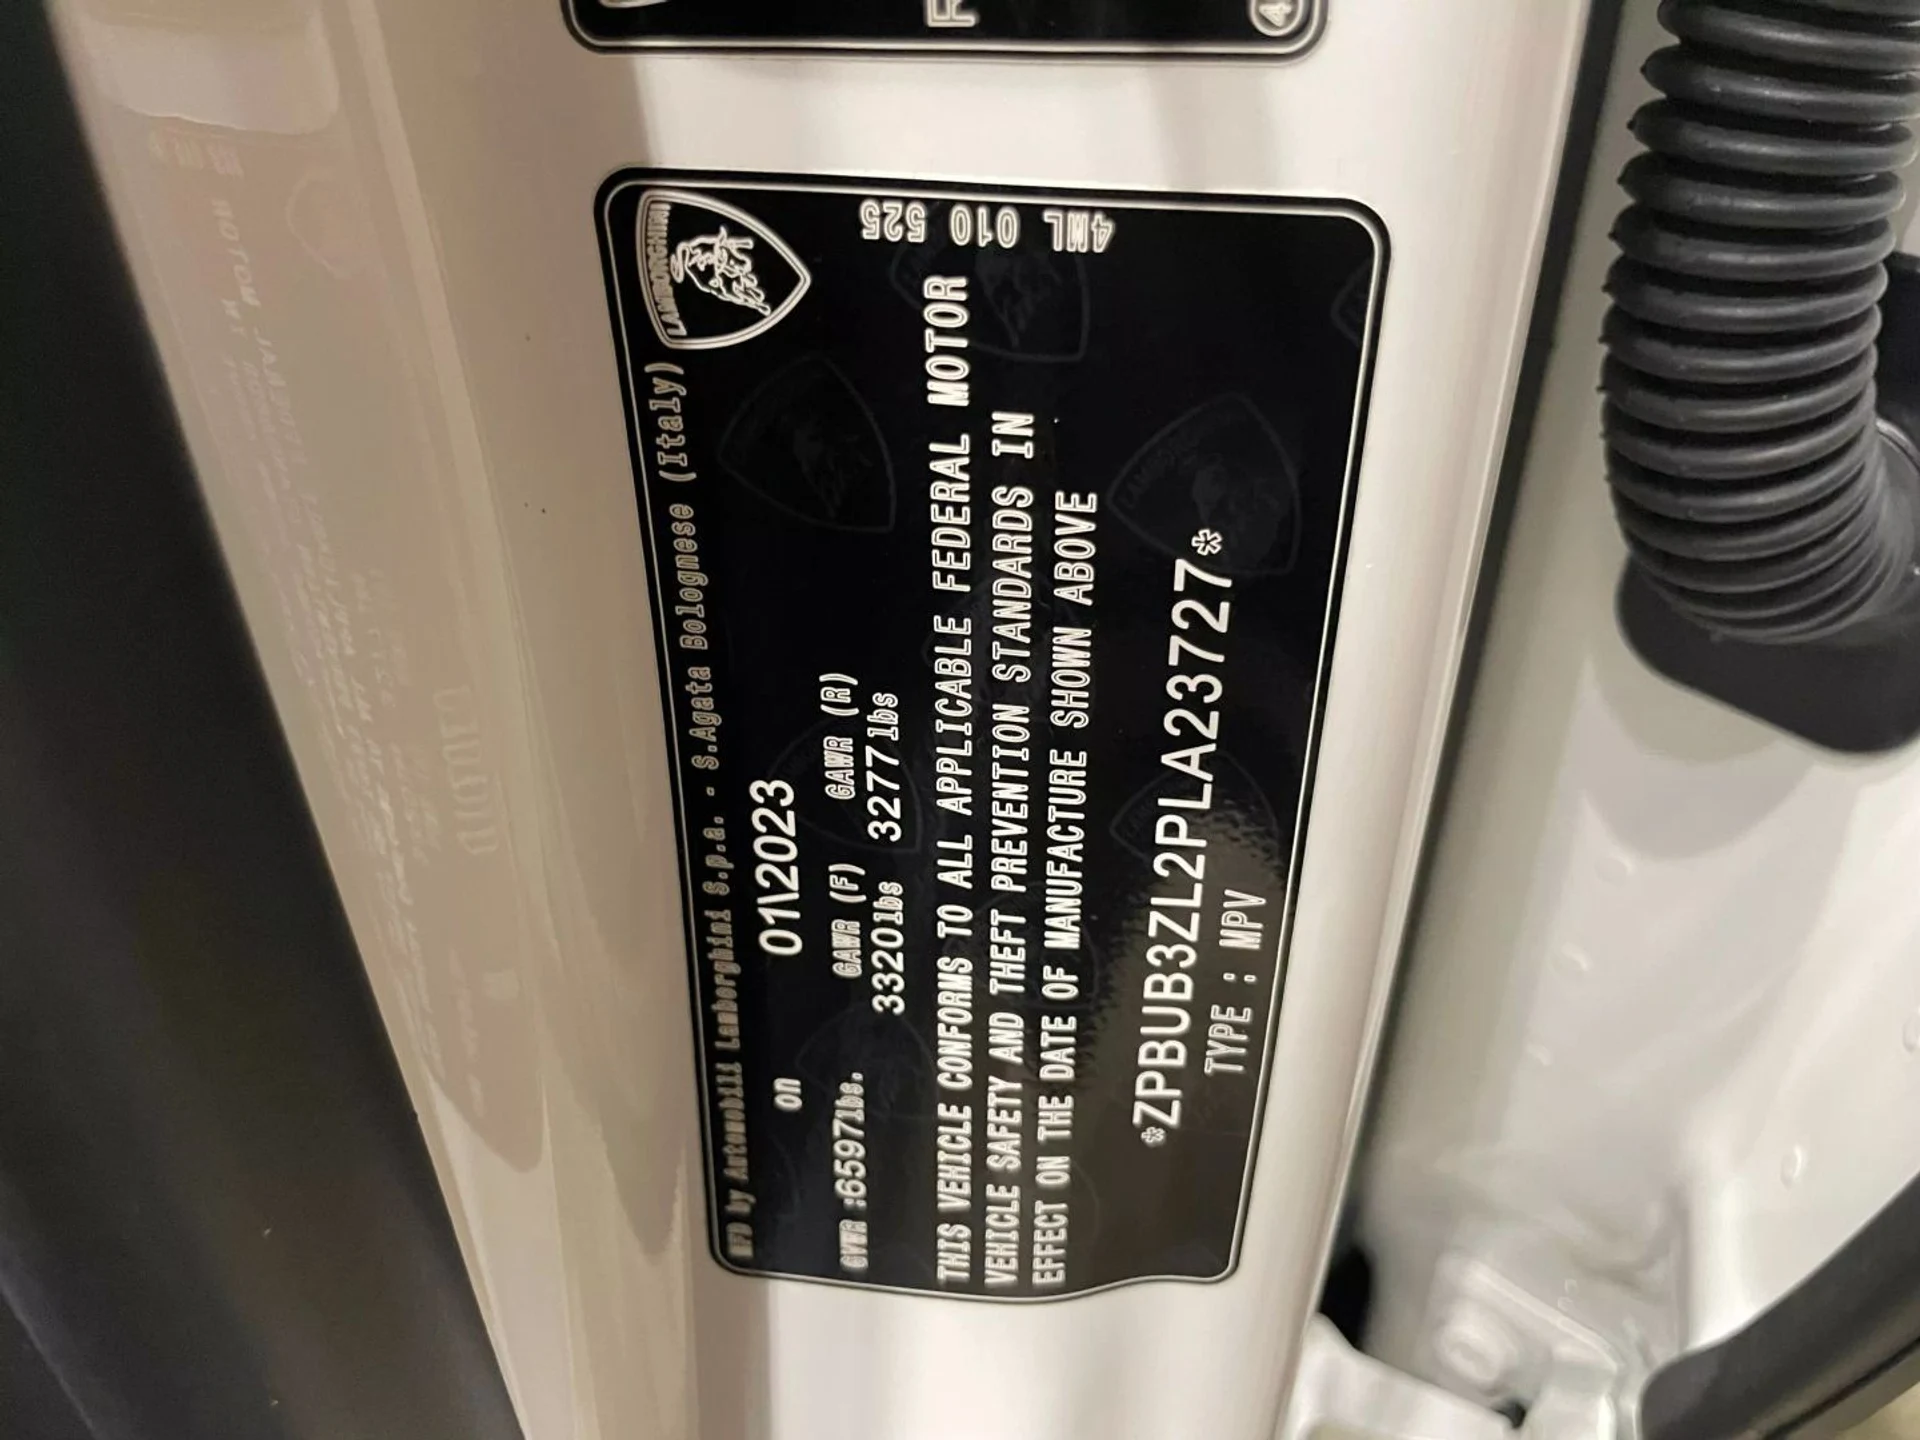 LAMBORGHINI
MFD by Automobili Lamborghini S.p.a. - S.Agata Bolognese (Italy)
on 01\2023
GVWR :6597lbs. GAWR (F) GAWR (R)
3320lbs 3277lbs
4ML 010 525
THIS VEHICLE CONFORMS TO ALL APPLICABLE FEDERAL MOTOR
VEHICLE SAFETY AND THEFT PREVENTION STANDARDS IN
EFFECT ON THE DATE OF MANUFACTURE SHOWN ABOVE
*ZPBUB3ZL2PLA23727*
TYPE : MPV